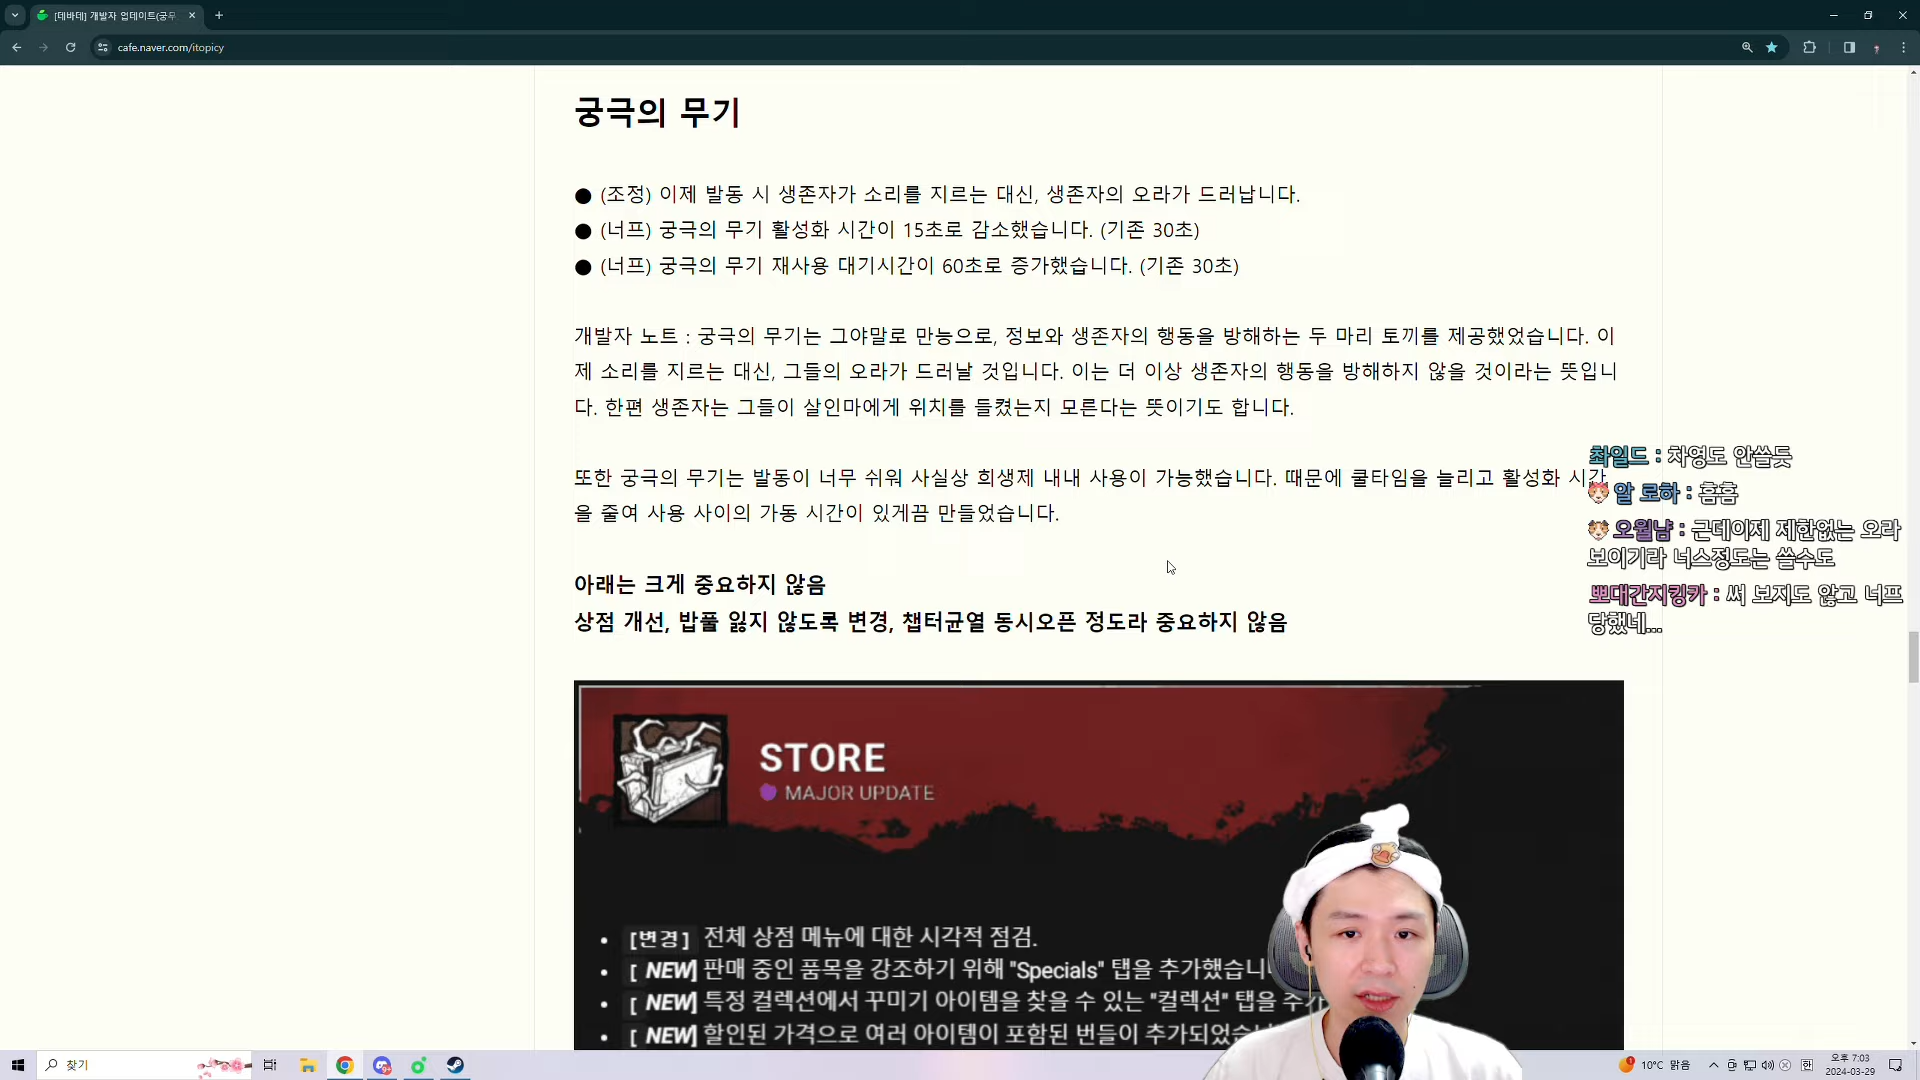 [데바데] 개발자 업데이트(궁무
cafe.naver.com/itopicy
궁극의 무기
● (조정) 이제 발동 시 생존자가 소리를 지르는 대신, 생존자의 오라가 드러납니다.
● (너프) 궁극의 무기 활성화 시간이 15초로 감소했습니다. (기존 30초)
● (너프) 궁극의 무기 재사용 대기시간이 60초로 증가했습니다. (기존 30초)
개발자 노트 : 궁극의 무기는 그야말로 만능으로, 정보와 생존자의 행동을 방해하는 두 마리 토끼를 제공했었습니다. 이
제 소리를 지르는 대신, 그들의 오라가 드러날 것입니다. 이는 더 이상 생존자의 행동을 방해하지 않을 것이라는 뜻입니
다. 한편 생존자는 그들이 살인마에게 위치를 들켰는지 모른다는 뜻이기도 합니다.
또한 궁극의 무기는 발동이 너무 쉬워 사실상 희생제 내내 사용이 가능했습니다. 때문에 쿨타임을 늘리고 활성화 시간
을 줄여 사용 사이의 가동 시간이 있게끔 만들었습니다.
아래는 크게 중요하지 않음
상점 개선, 밥풀 잃지 않도록 변경, 챕터균열 동시오픈 정도라 중요하지 않음
촤일드 : 차영도 안쓸듯
알 로하 : 흠흠
오월냠 : 근데이제 제한없는 오라
보이기라 너스정도는 쓸수도
뽀대간지킹카 : 써 보지도 않고 너프
당했네...
STORE
MAJOR UPDATE
• [변경] 전체 상점 메뉴에 대한 시각적 점검.
• [ NEW] 판매 중인 품목을 강조하기 위해 "Specials" 탭을 추가했습니
• [ NEW] 특정 컬렉션에서 꾸미기 아이템을 찾을 수 있는 "컬렉션" 탭을 추가
• [ NEW] 할인된 가격으로 여러 아이템이 포함된 번들이 추가되었습니
찾기
10°C 맑음
한
오후 7:03
2024-03-29